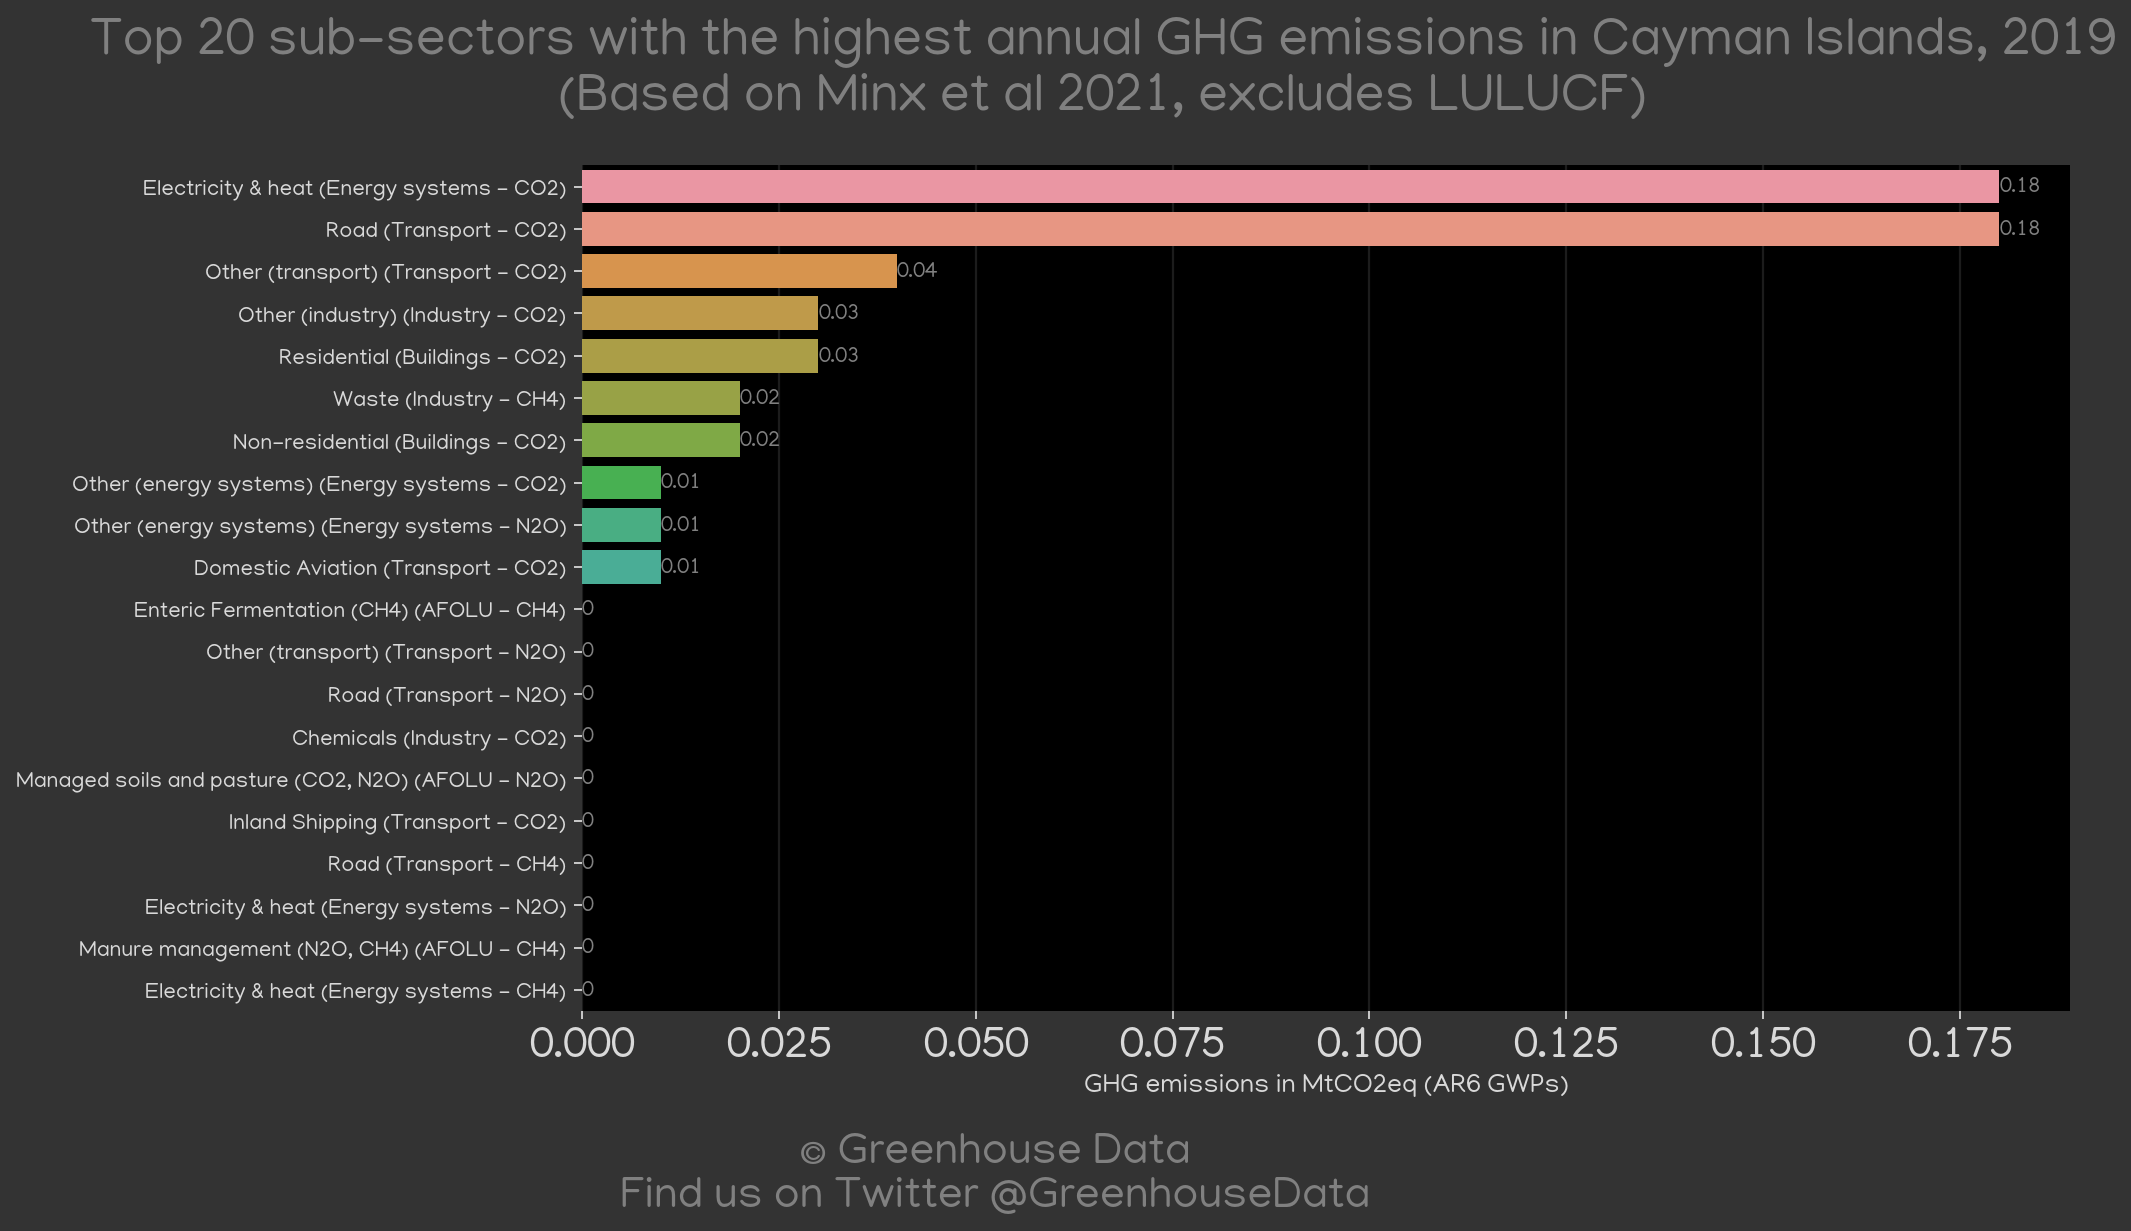 Top 20 sub-sectors with the highest annual GHG emissions in Cayman Islands, 2019
(Based on Minx et al 2021, excludes LULUCF)
Electricity & heat (Energy systems - CO2) 0.18
Road (Transport - CO2) 0.18
Other (transport) (Transport - CO2) 0.04
Other (industry) (Industry - CO2) 0.03
Residential (Buildings - CO2) 0.03
Waste (Industry - CH4) 0.02
Non-residential (Buildings - CO2) 0.02
Other (energy systems) (Energy systems - CO2) 0.01
Other (energy systems) (Energy systems - N2O) 0.01
Domestic Aviation (Transport - CO2) 0.01
Enteric Fermentation (CH4) (AFOLU - CH4) 0
Other (transport) (Transport - N2O) 0
Road (Transport - N2O) 0
Chemicals (Industry - CO2) 0
Managed soils and pasture (CO2, N2O) (AFOLU - N2O) 0
Inland Shipping (Transport - CO2) 0
Road (Transport - CH4) 0
Electricity & heat (Energy systems - N2O) 0
Manure management (N2O, CH4) (AFOLU - CH4) 0
Electricity & heat (Energy systems - CH4) 0
0.000 0.025 0.050 0.075 0.100 0.125 0.150 0.175
GHG emissions in MtCO2eq (AR6 GWPs)
© Greenhouse Data
Find us on Twitter @GreenhouseData